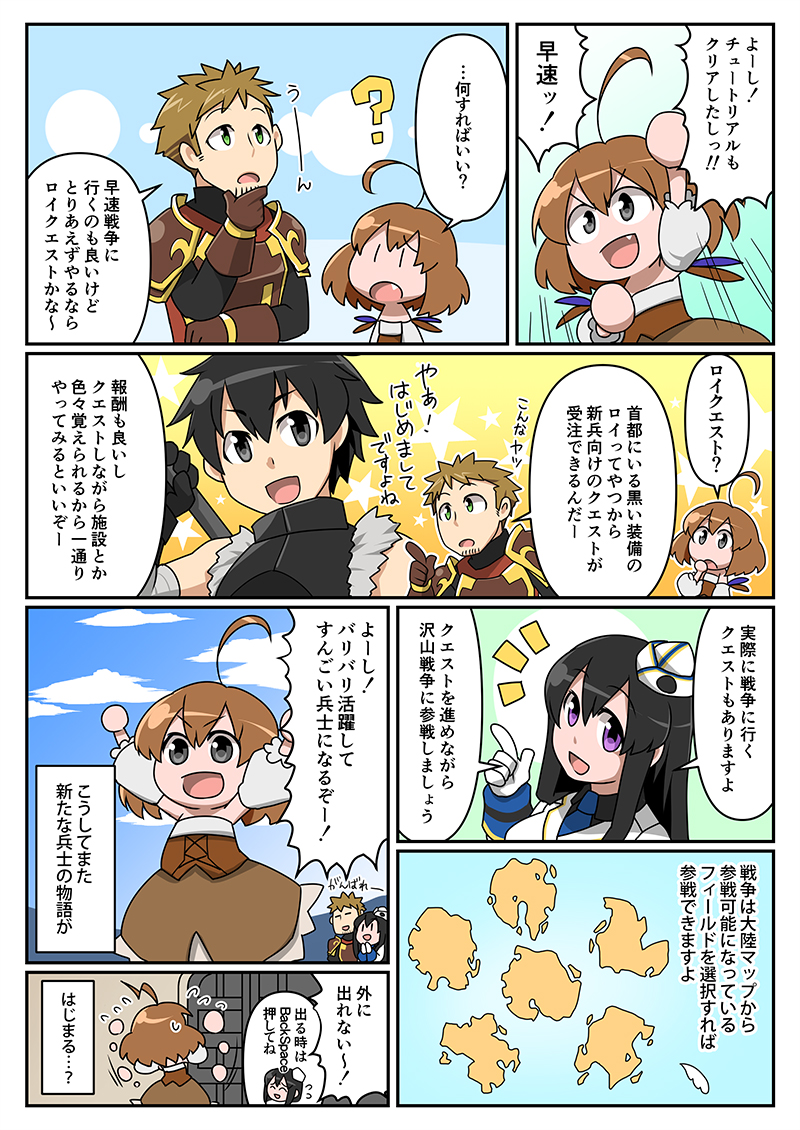 よーし！
チュートリアルも
クリアしたしっ!!
早速ッ！
…何すればいい？
？
うーーん
早速戦争に
行くのも良いけど
とりあえずやるなら
ロイクエストかな～
ロイクエスト？
首都にいる黒い装備の
ロイってやつから
新兵向けのクエストが
受注できるんだー
こんなヤツ
やぁ！
はじめまして
ですよね
報酬も良いし
クエストしながら施設とか
色々覚えられるから一通り
やってみるといいぞー
実際に戦争に行く
クエストもありますよ
クエストを進めながら
沢山戦争に参戦しましょう
戦争は大陸マップから
参戦可能になっている
フィールドを選択すれば
参戦できますよ
よーし！
バリバリ活躍して
すんごい兵士になるぞー！
がんばれー
こうしてまた
新たな兵士の物語が
外に
出れない～！
出る時は
BackSpace
押してね
はじまる…？